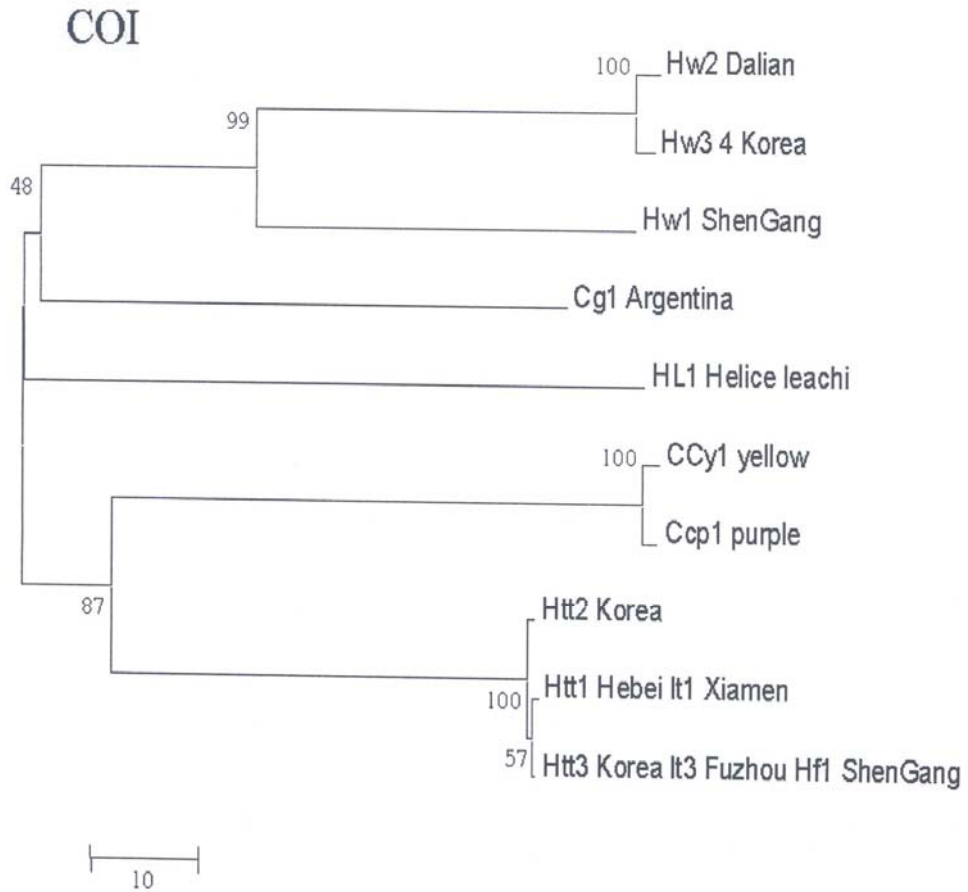 COI
100
Hw2 Dalian
99
Hw3 4 Korea
48
Hw1 ShenGang
Cg1 Argentina
HL1 Helice leachi
100
CCy1 yellow
Ccp1 purple
87
Htt2 Korea
Htt1 Hebei It1 Xiamen
100
57
Htt3 Korea It3 Fuzhou Hf1 ShenGang
10